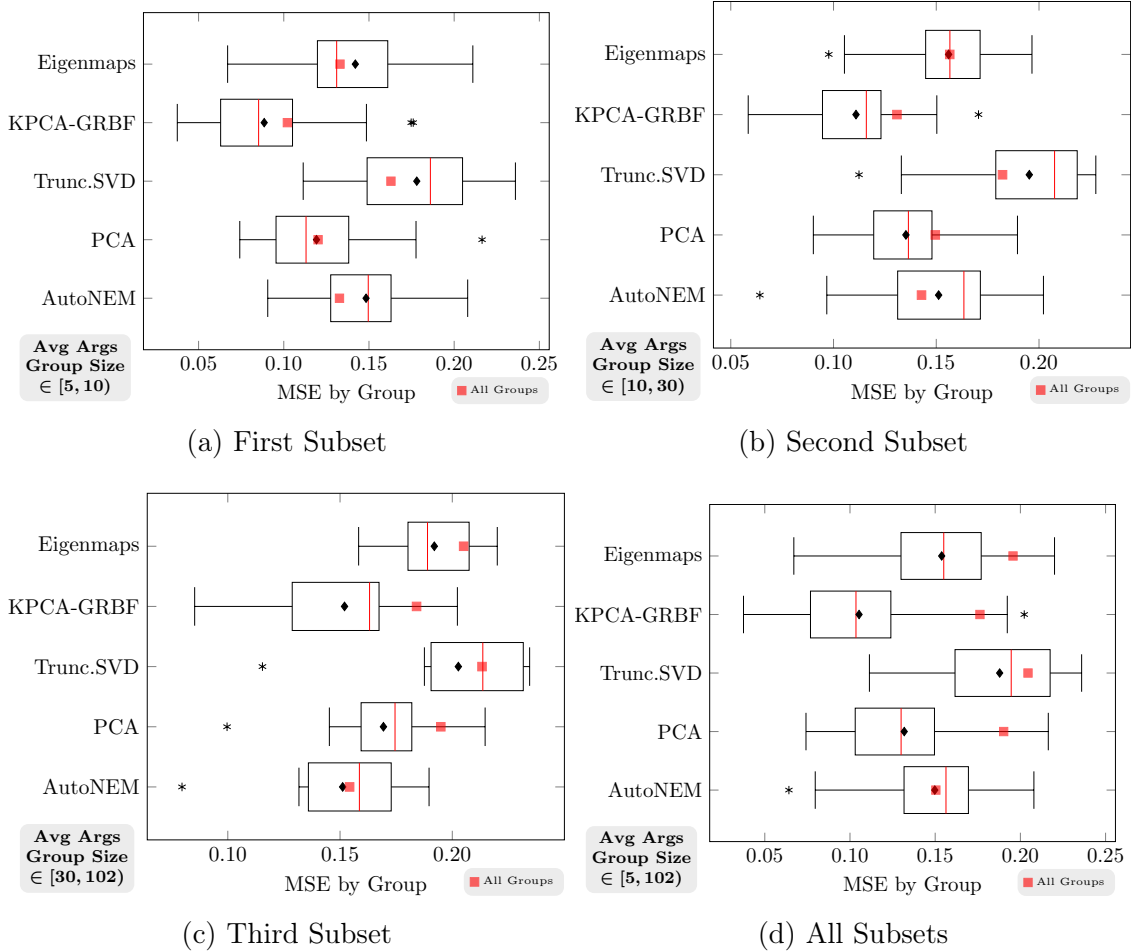 Eigenmaps
KPCA-GRBF
Trunc.SVD
PCA
AutoNEM
0.05 0.10 0.15 0.20 0.25
MSE by Group
Avg Args
Group Size
∈ [5, 10)
All Groups
(a) First Subset
Eigenmaps
KPCA-GRBF
Trunc.SVD
PCA
AutoNEM
0.05 0.10 0.15 0.20
MSE by Group
Avg Args
Group Size
∈ [10, 30)
All Groups
(b) Second Subset
Eigenmaps
KPCA-GRBF
Trunc.SVD
PCA
AutoNEM
0.10 0.15 0.20
MSE by Group
Avg Args
Group Size
∈ [30, 102)
All Groups
(c) Third Subset
Eigenmaps
KPCA-GRBF
Trunc.SVD
PCA
AutoNEM
0.05 0.10 0.15 0.20 0.25
MSE by Group
Avg Args
Group Size
∈ [5, 102)
All Groups
(d) All Subsets